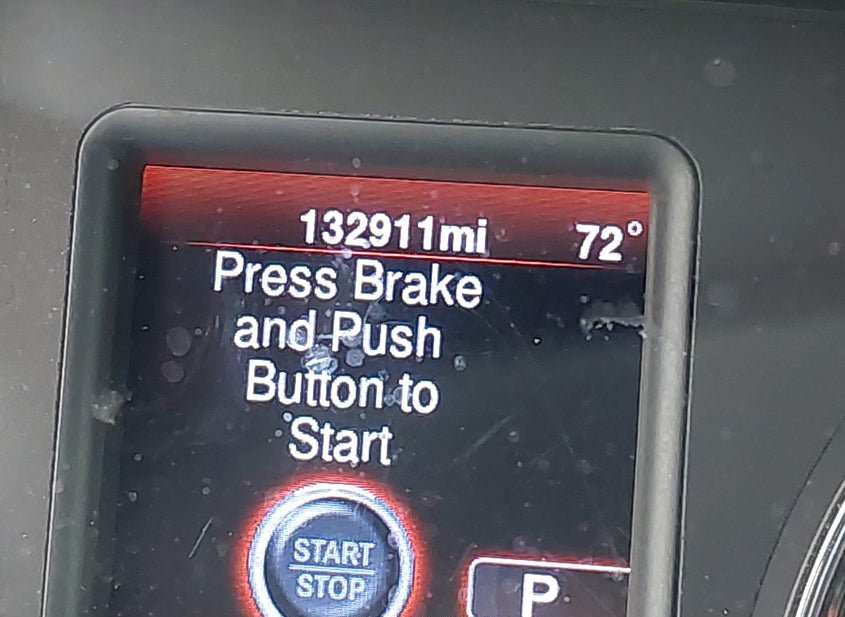 132911mi 72°
Press Brake
and Push
Button to
Start
START
STOP
P